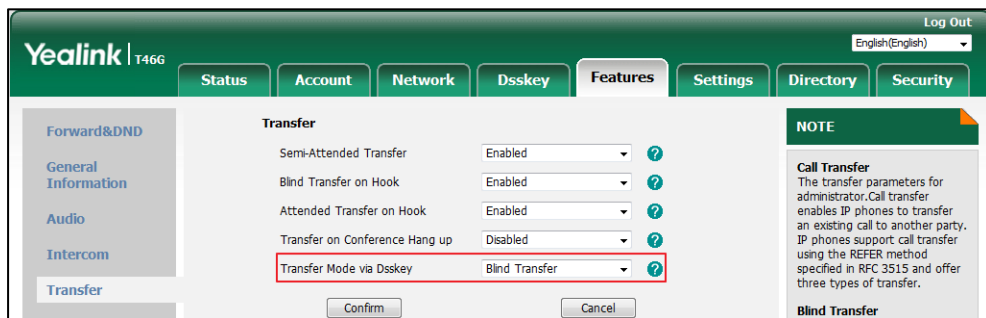 Log Out
Yealink | T46G
English(English)
Status Account Network Dsskey Features Settings Directory Security
Forward&DND
General
Information
Audio
Intercom
Transfer
Transfer
Semi-Attended Transfer Enabled ?
Blind Transfer on Hook Enabled ?
Attended Transfer on Hook Enabled ?
Transfer on Conference Hang up Disabled ?
Transfer Mode via Dsskey Blind Transfer ?
Confirm Cancel
NOTE
Call Transfer
The transfer parameters for
administrator.Call transfer
enables IP phones to transfer
an existing call to another party.
IP phones support call transfer
using the REFER method
specified in RFC 3515 and offer
three types of transfer.
Blind Transfer